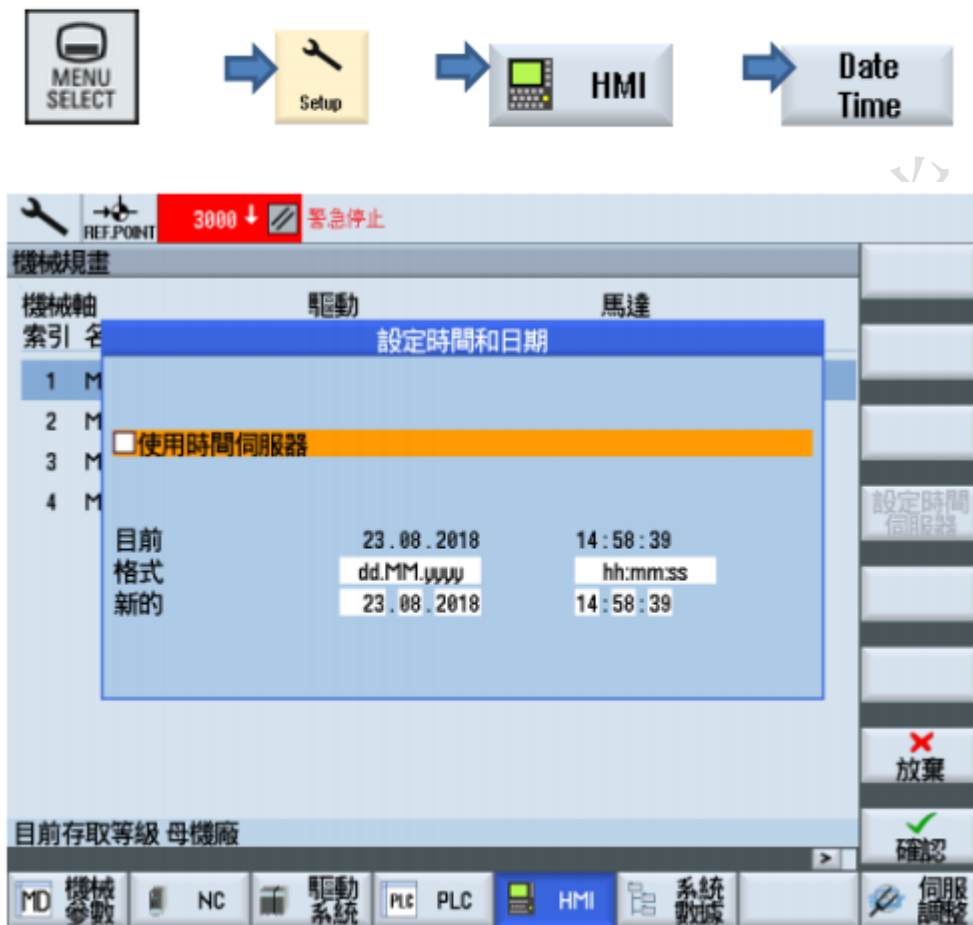 MENU
SELECT
Setup
HMI
Date
Time
REF.POINT
3000
警急停止
機械規畫
機械軸 驅動 馬達
索引 名
設定時間和日期
1 M
2 M
使用時間伺服器
3 M
4 M
設定時間
伺服器
目前 23.08.2018 14:58:39
格式 dd.MM.yyyy hh:mm:ss
新的 23.08.2018 14:58:39
放棄
目前存取等級 母機廠
確認
>
MD 機械
參數
NC
驅動
系統
PLC PLC
HMI
系統
數據
伺服
調整